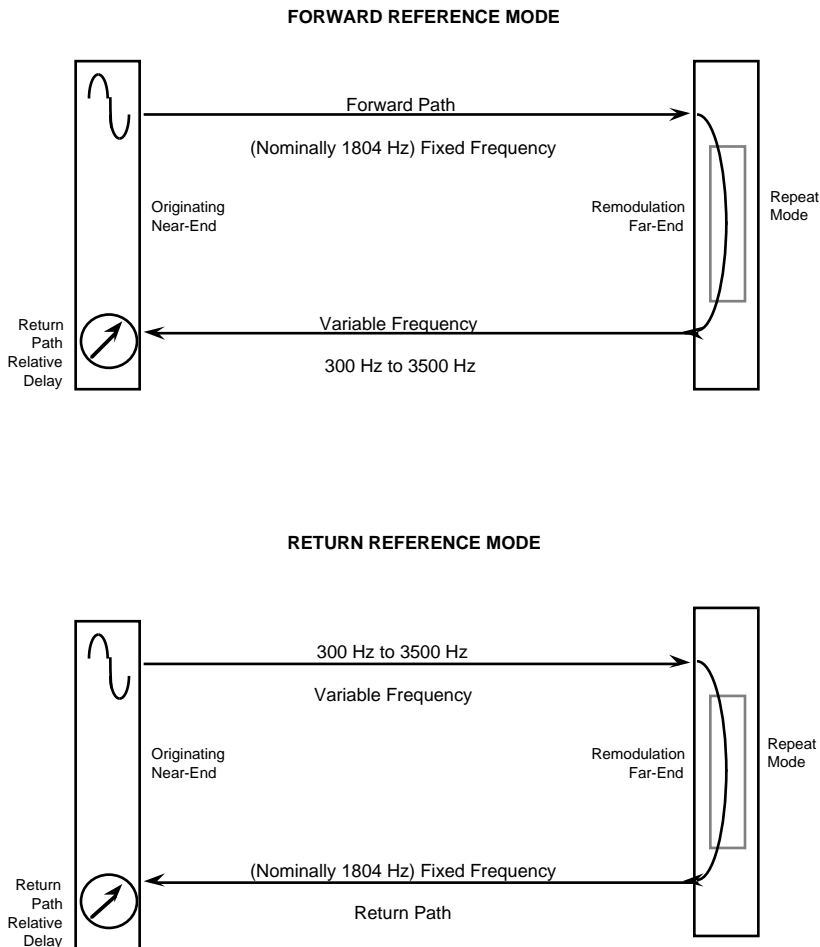 FORWARD REFERENCE MODE
Forward Path
(Nominally 1804 Hz) Fixed Frequency
Originating
Near-End
Remodulation
Far-End
Repeat
Mode
Return
Path
Relative
Delay
Variable Frequency
300 Hz to 3500 Hz
RETURN REFERENCE MODE
300 Hz to 3500 Hz
Variable Frequency
Originating
Near-End
Remodulation
Far-End
Repeat
Mode
Return
Path
Relative
Delay
(Nominally 1804 Hz) Fixed Frequency
Return Path